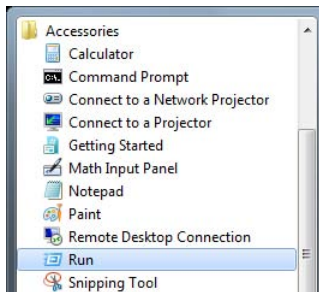 Accessories
Calculator
Command Prompt
Connect to a Network Projector
Connect to a Projector
Getting Started
Math Input Panel
Notepad
Paint
Remote Desktop Connection
Run
Snipping Tool